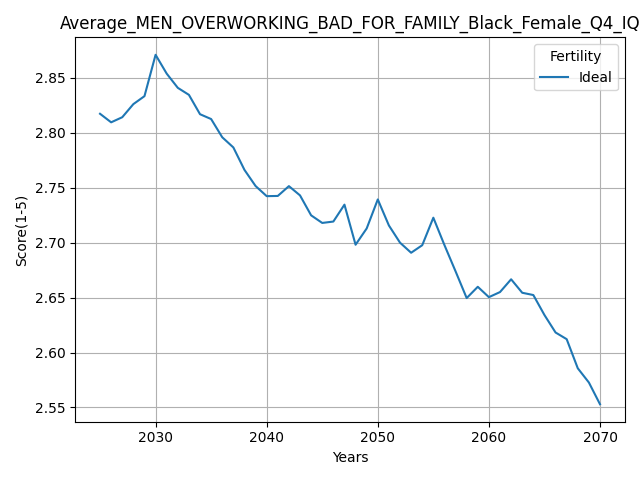 Average_MEN_OVERWORKING_BAD_FOR_FAMILY_Black_Female_Q4_IQ
Fertility
Ideal
2.85
2.80
2.75
2.70
2.65
2.60
2.55
Score(1-5)
2030 2040 2050 2060 2070
Years